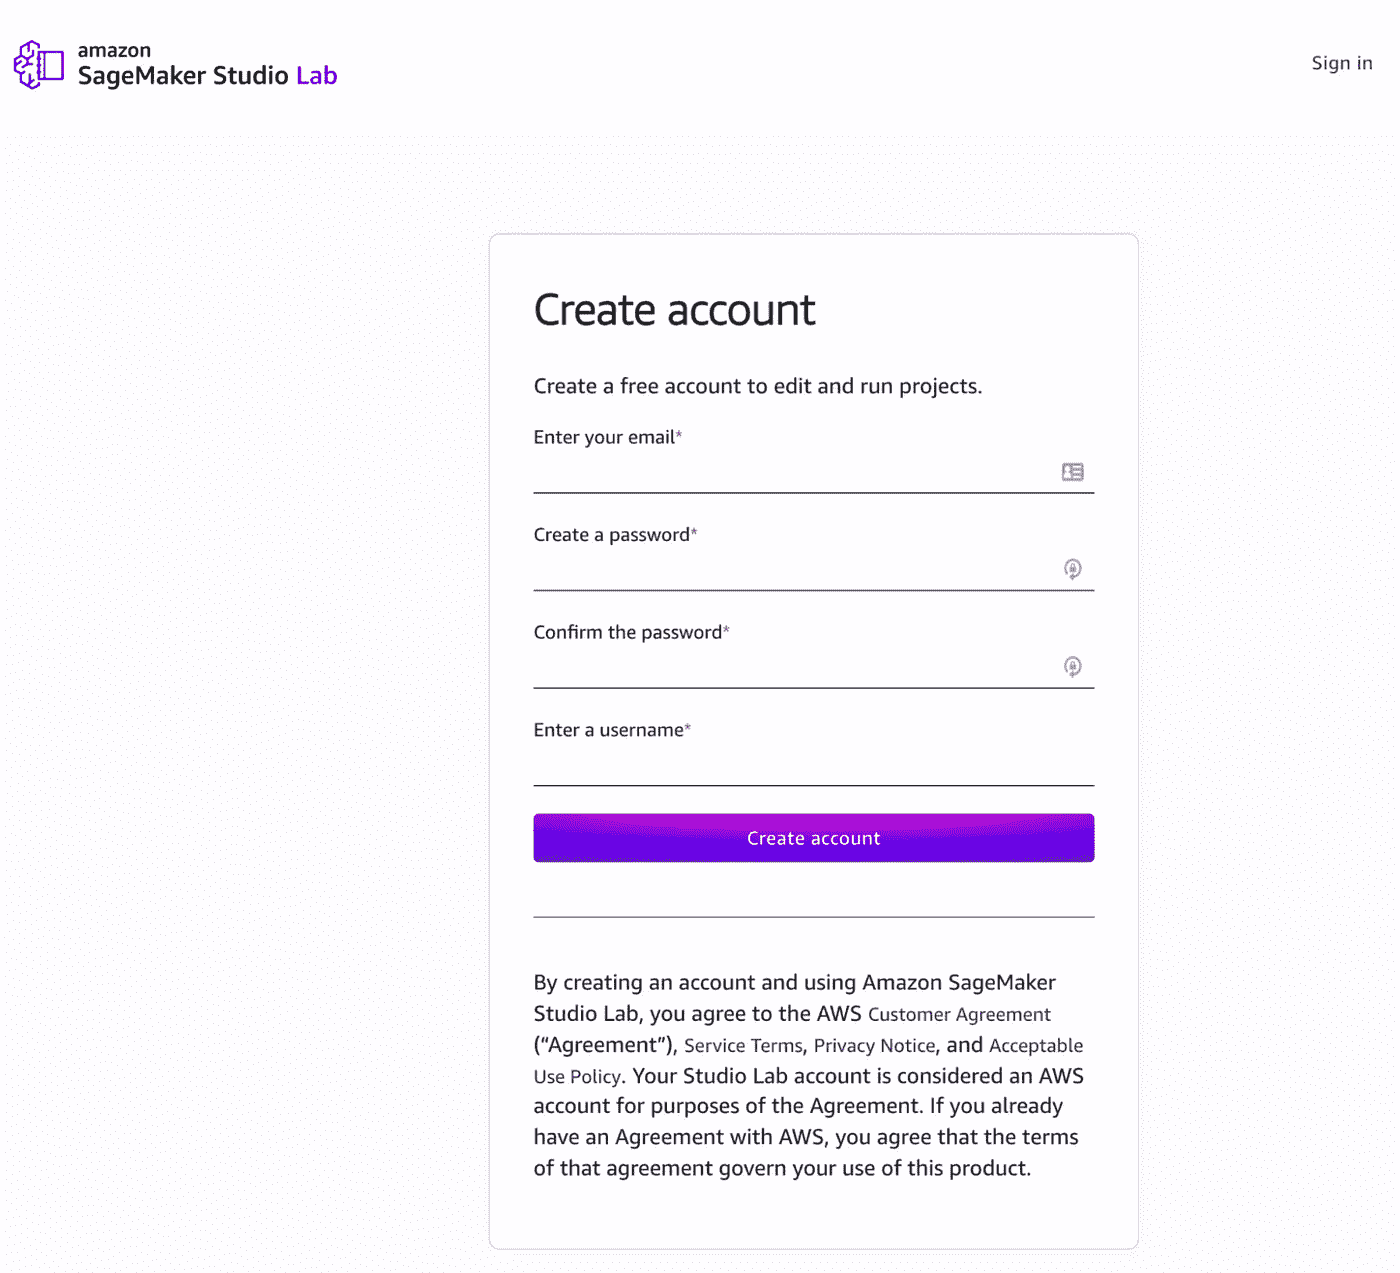 amazon
SageMaker Studio Lab
Sign in
Create account
Create a free account to edit and run projects.
Enter your email*
Create a password*
Confirm the password*
Enter a username*
Create account
By creating an account and using Amazon SageMaker
Studio Lab, you agree to the AWS Customer Agreement
(“Agreement”), Service Terms, Privacy Notice, and Acceptable
Use Policy. Your Studio Lab account is considered an AWS
account for purposes of the Agreement. If you already
have an Agreement with AWS, you agree that the terms
of that agreement govern your use of this product.